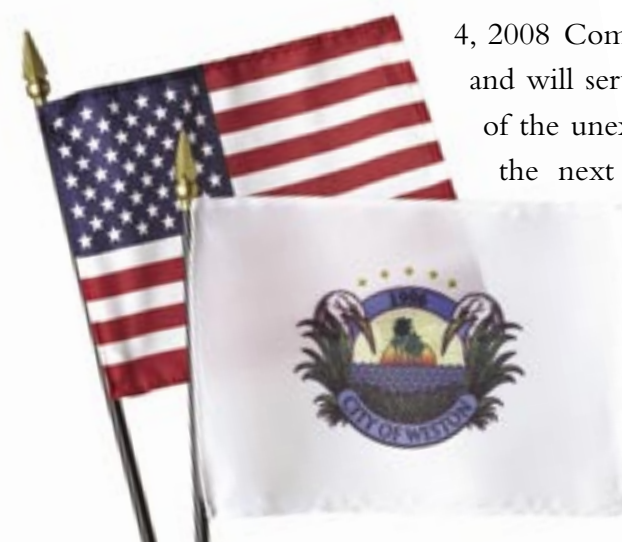 4, 2008 Com
and will ser
of the unex
the next
1996
CITY OF WESTON